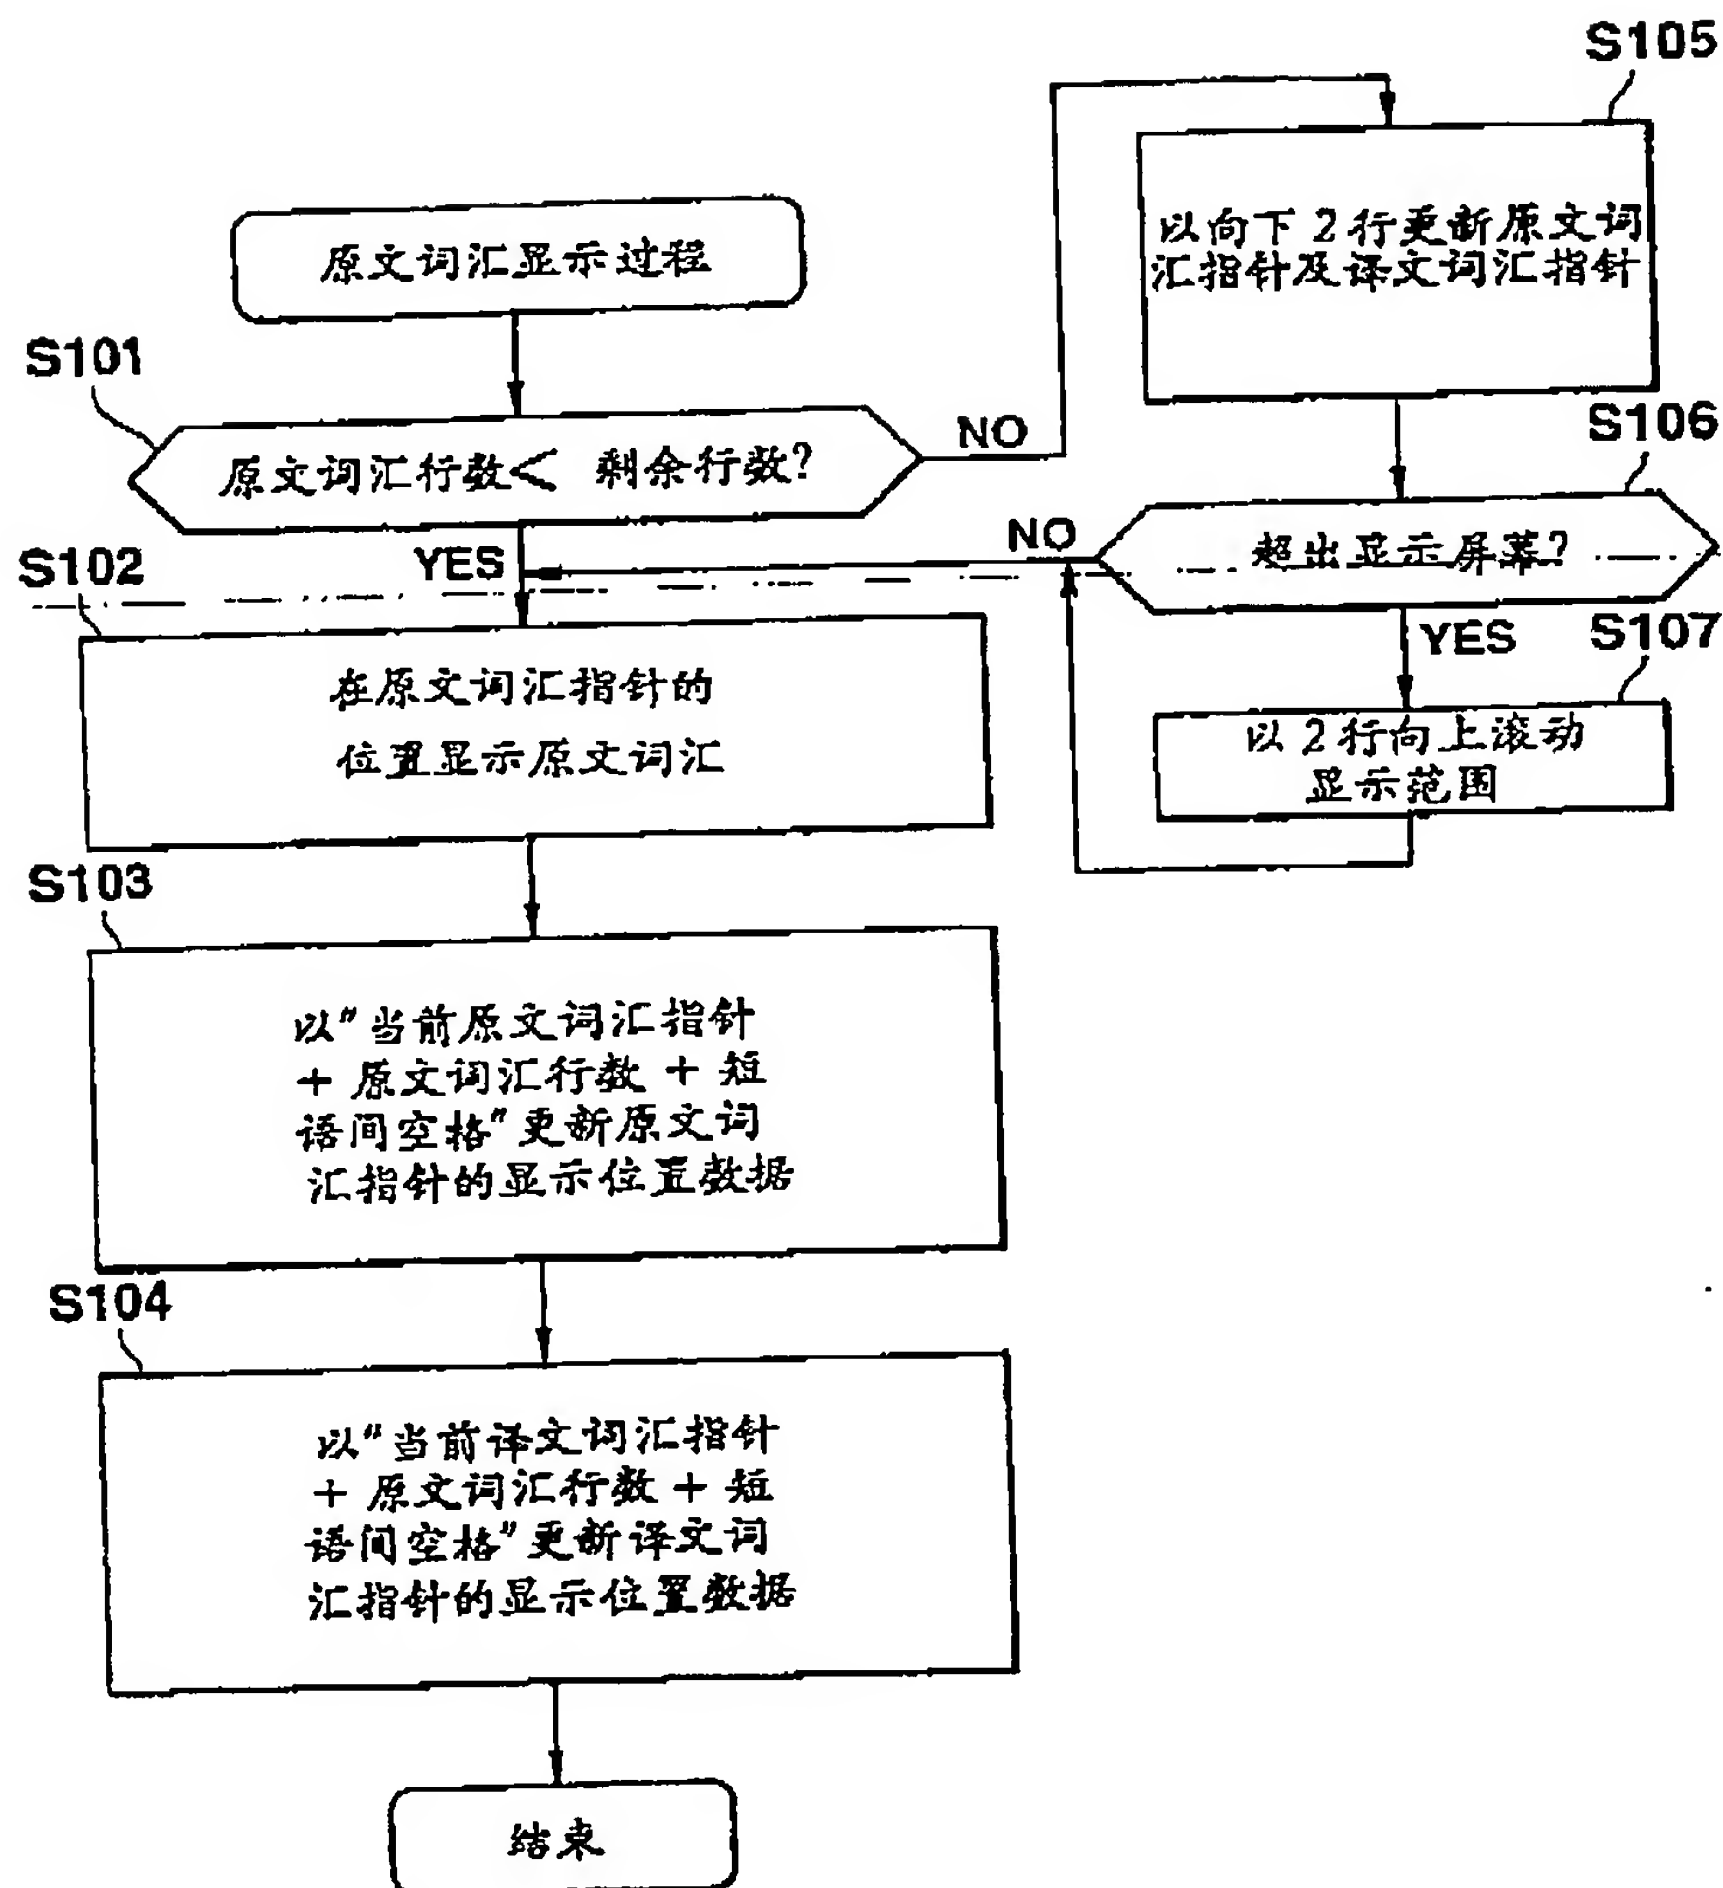 原文词汇显示过程
S101
原文词汇行数< 剩余行数?
NO
YES
S102
在原文词汇指针的
位置显示原文词汇
S103
以"当前原文词汇指针
+ 原文词汇行数 + 短
语间空格"更新原文词
汇指针的显示位置数据
S104
以"当前译文词汇指针
+ 原文词汇行数 + 短
语间空格"更新译文词
汇指针的显示位置数据
结束
S105
以向下2行更新原文词
汇指针及译文词汇指针
S106
超出显示屏幕?
NO
YES
S107
以2行向上滚动
显示范围